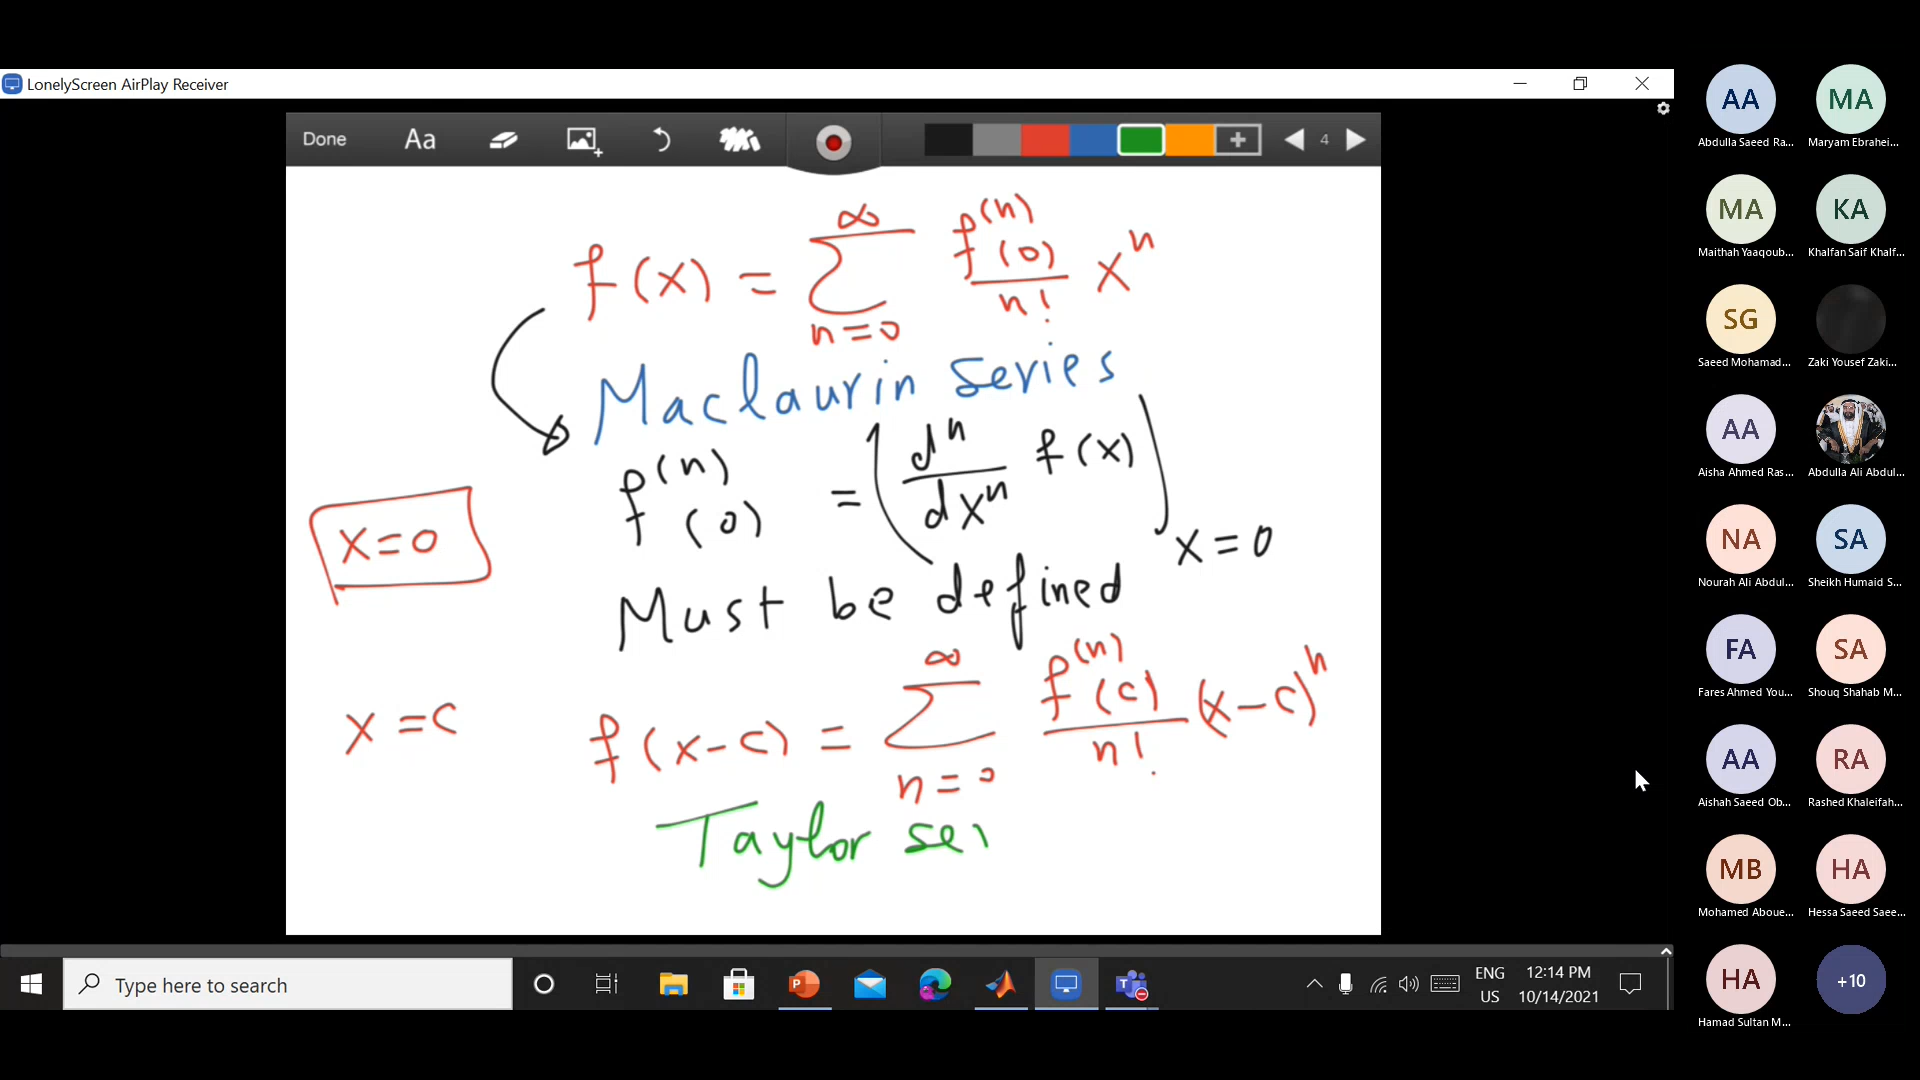 LonelyScreen AirPlay Receiver
Done Aa 4
f(x) = ∞ Σ n=0 f^(n)(0) / n! x^n
Maclaurin series
f^(n)(0) = (d^n / dx^n f(x)) x=0
x=0
Must be defined
x=c
f(x-c) = ∞ Σ n=0 f^(n)(c) / n! (x-c)^n
Taylor ser
AA MA
Abdulla Saeed Ra... Maryam Ebrahei...
MA KA
Maithah Yaaqoub... Khalfan Saif Khalf...
SG
Saeed Mohamad... Zaki Yousef Zaki...
AA
Aisha Ahmed Ras... Abdulla Ali Abdul...
NA SA
Nourah Ali Abdul... Sheikh Humaid S...
FA SA
Fares Ahmed You... Shouq Shahab M...
AA RA
Aishah Saeed Ob... Rashed Khaleifah...
MB HA
Mohamed Aboue... Hessa Saeed Saee...
HA +10
Hamad Sultan M...
Type here to search
ENG
US
12:14 PM
10/14/2021